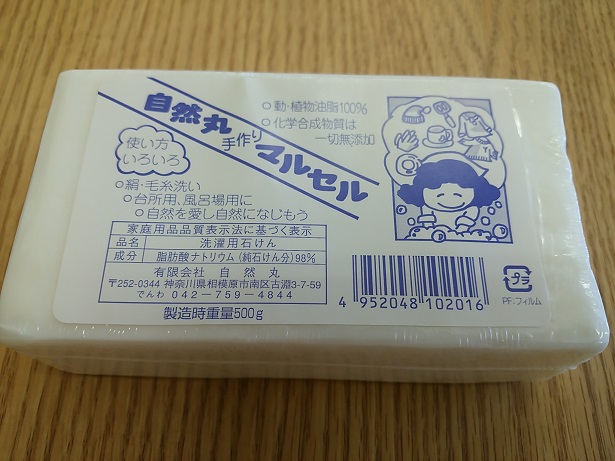 自然丸
手作り
マルセル
○動・植物油脂100%
○化学合成物質は
一切無添加
使い方
いろいろ
○絹・毛糸洗い
○台所用、風呂場用に
○自然を愛し自然になじもう
家庭用品品質表示法に基づく表示
品名 洗濯用石けん
成分 脂肪酸ナトリウム(純石けん分)98%
有限会社 自然丸
〒252-0344 神奈川県相模原市南区古淵3-7-59
でんわ 042-759-4844
製造時重量500g
4 952048 102016
プラ
PF:フィルム